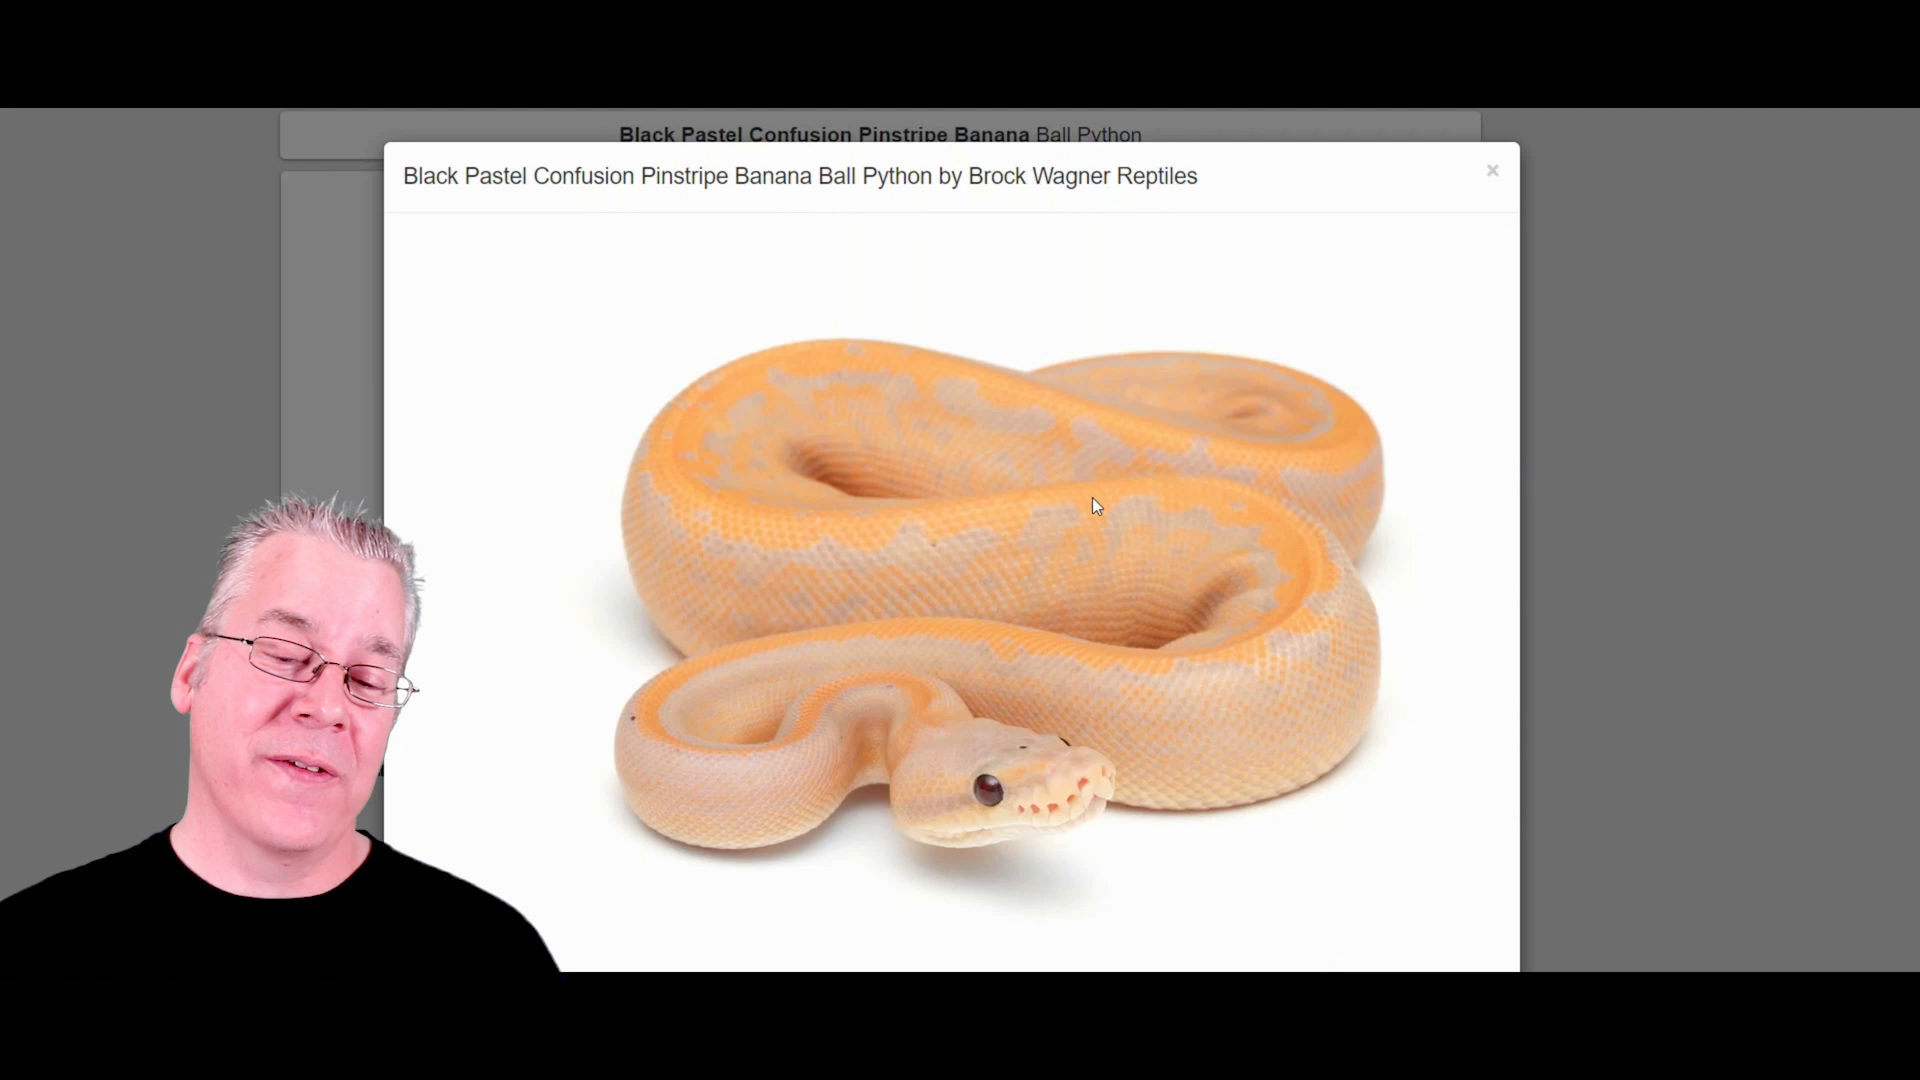 Black Pastel Confusion Pinstripe Banana Ball Python
Black Pastel Confusion Pinstripe Banana Ball Python by Brock Wagner Reptiles
×